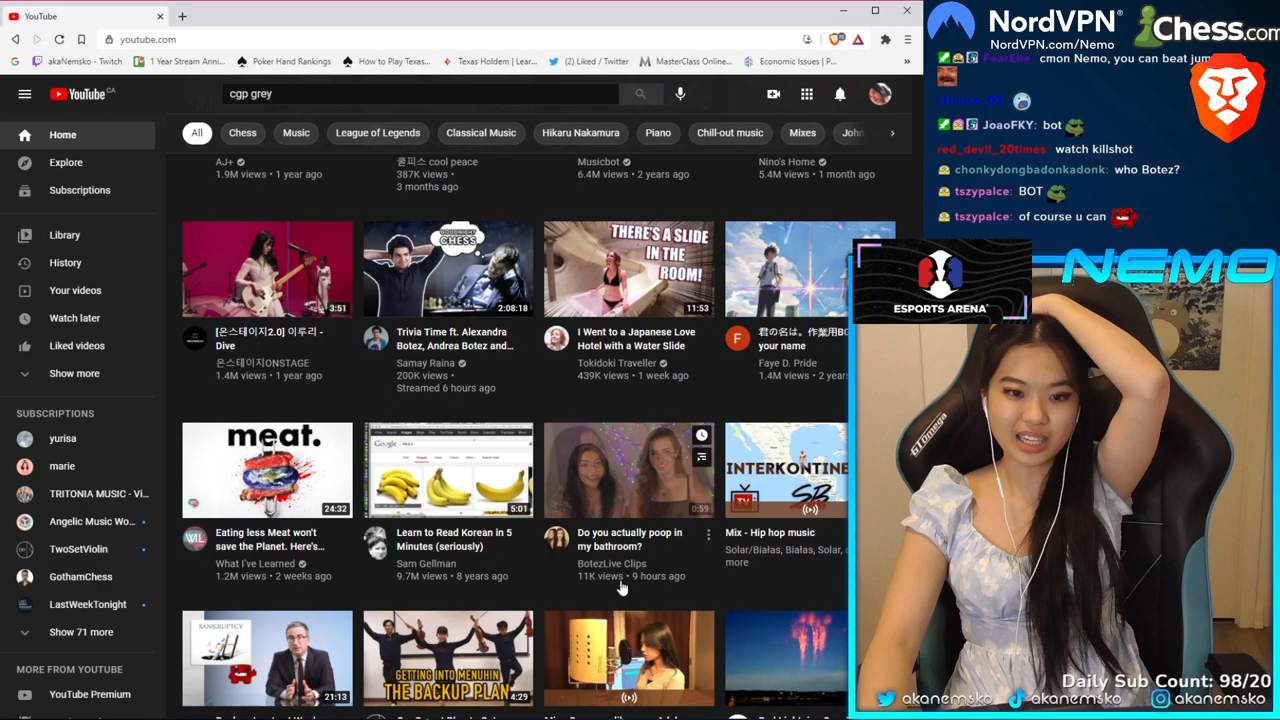 YouTube
youtube.com
akaNemsko - Twitch
1 Year Stream Anni...
Poker Hand Rankings
How to Play Texas...
Texas Holdem | Lear...
(2) Liked / Twitter
MasterClass Online...
Economic Issues | P...
YouTube CA
cgp grey
Home
Explore
Subscriptions
Library
History
Your videos
Watch later
Liked videos
Show more
SUBSCRIPTIONS
yurisa
marie
TRITONIA MUSIC - Vi...
Angelic Music Wo...
TwoSetViolin
GothamChess
LastWeekTonight
Show 71 more
MORE FROM YOUTUBE
YouTube Premium
All
Chess
Music
League of Legends
Classical Music
Hikaru Nakamura
Piano
Chill-out music
Mixes
John
AJ+
1.9M views • 1 year ago
쿨피스 cool peace
387K views •
3 months ago
Musicbot
6.4M views • 2 years ago
Nino's Home
5.4M views • 1 month ago
3:51
[온스테이지2.0] 이루리 -
Dive
온스테이지ONSTAGE
1.4M views • 1 year ago
GOODNIGHT
CHESS
2:08:18
Trivia Time ft. Alexandra
Botez, Andrea Botez and...
Samay Raina
200K views •
Streamed 6 hours ago
THERE'S A SLIDE
IN THE
ROOM!
11:53
I Went to a Japanese Love
Hotel with a Water Slide
Tokidoki Traveller
439K views • 1 week ago
F
君の名は。作業用BG
your name
Faye D. Pride
1.4M views • 2 years
meat.
24:32
Eating less Meat won't
save the Planet. Here's...
What I've Learned
1.2M views • 2 weeks ago
Google
5:01
Learn to Read Korean in 5
Minutes (seriously)
Sam Gellman
9.7M views • 8 years ago
0:59
Do you actually poop in
my bathroom?
BotezLive Clips
11K views • 9 hours ago
INTERKONTINE
TV
SB
Mix - Hip hop music
Solar/Białas, Białas, Solar,
more
BANKRUPTCY
21:13
GETTING INTO MENUHIN
THE BACKUP PLAN
4:29
NordVPN®
NordVPN.com/Nemo
Chess.com
FearElle: cmon Nemo, you can beat jum
JoaoFKY: bot
red_devil_20times: watch killshot
chonkydongbadonkadonk: who Botez?
tszypalce: BOT
tszypalce: of course u can
ESPORTS ARENA
NEMO
GTOmega
Daily Sub Count: 98/20
akanemsko
akanemsko
akanemsko